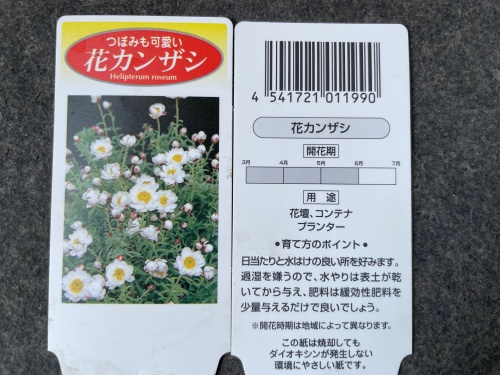 つぼみも可愛い
花カンザシ
Helipterum roseum
4 541721 011990
花カンザシ
開花期
3月 4月 5月 6月 7月
用途
花壇、コンテナ
プランター
・育て方のポイント・
日当たりと水はけの良い所を好みます。
過湿を嫌うので、水やりは表土が乾
いてから与え、肥料は緩効性肥料を
少量与えるだけで良いでしょう。
※開花時期は地域によって異なります。
この紙は焼却しても
ダイオキシンが発生しない
環境にやさしい紙です。